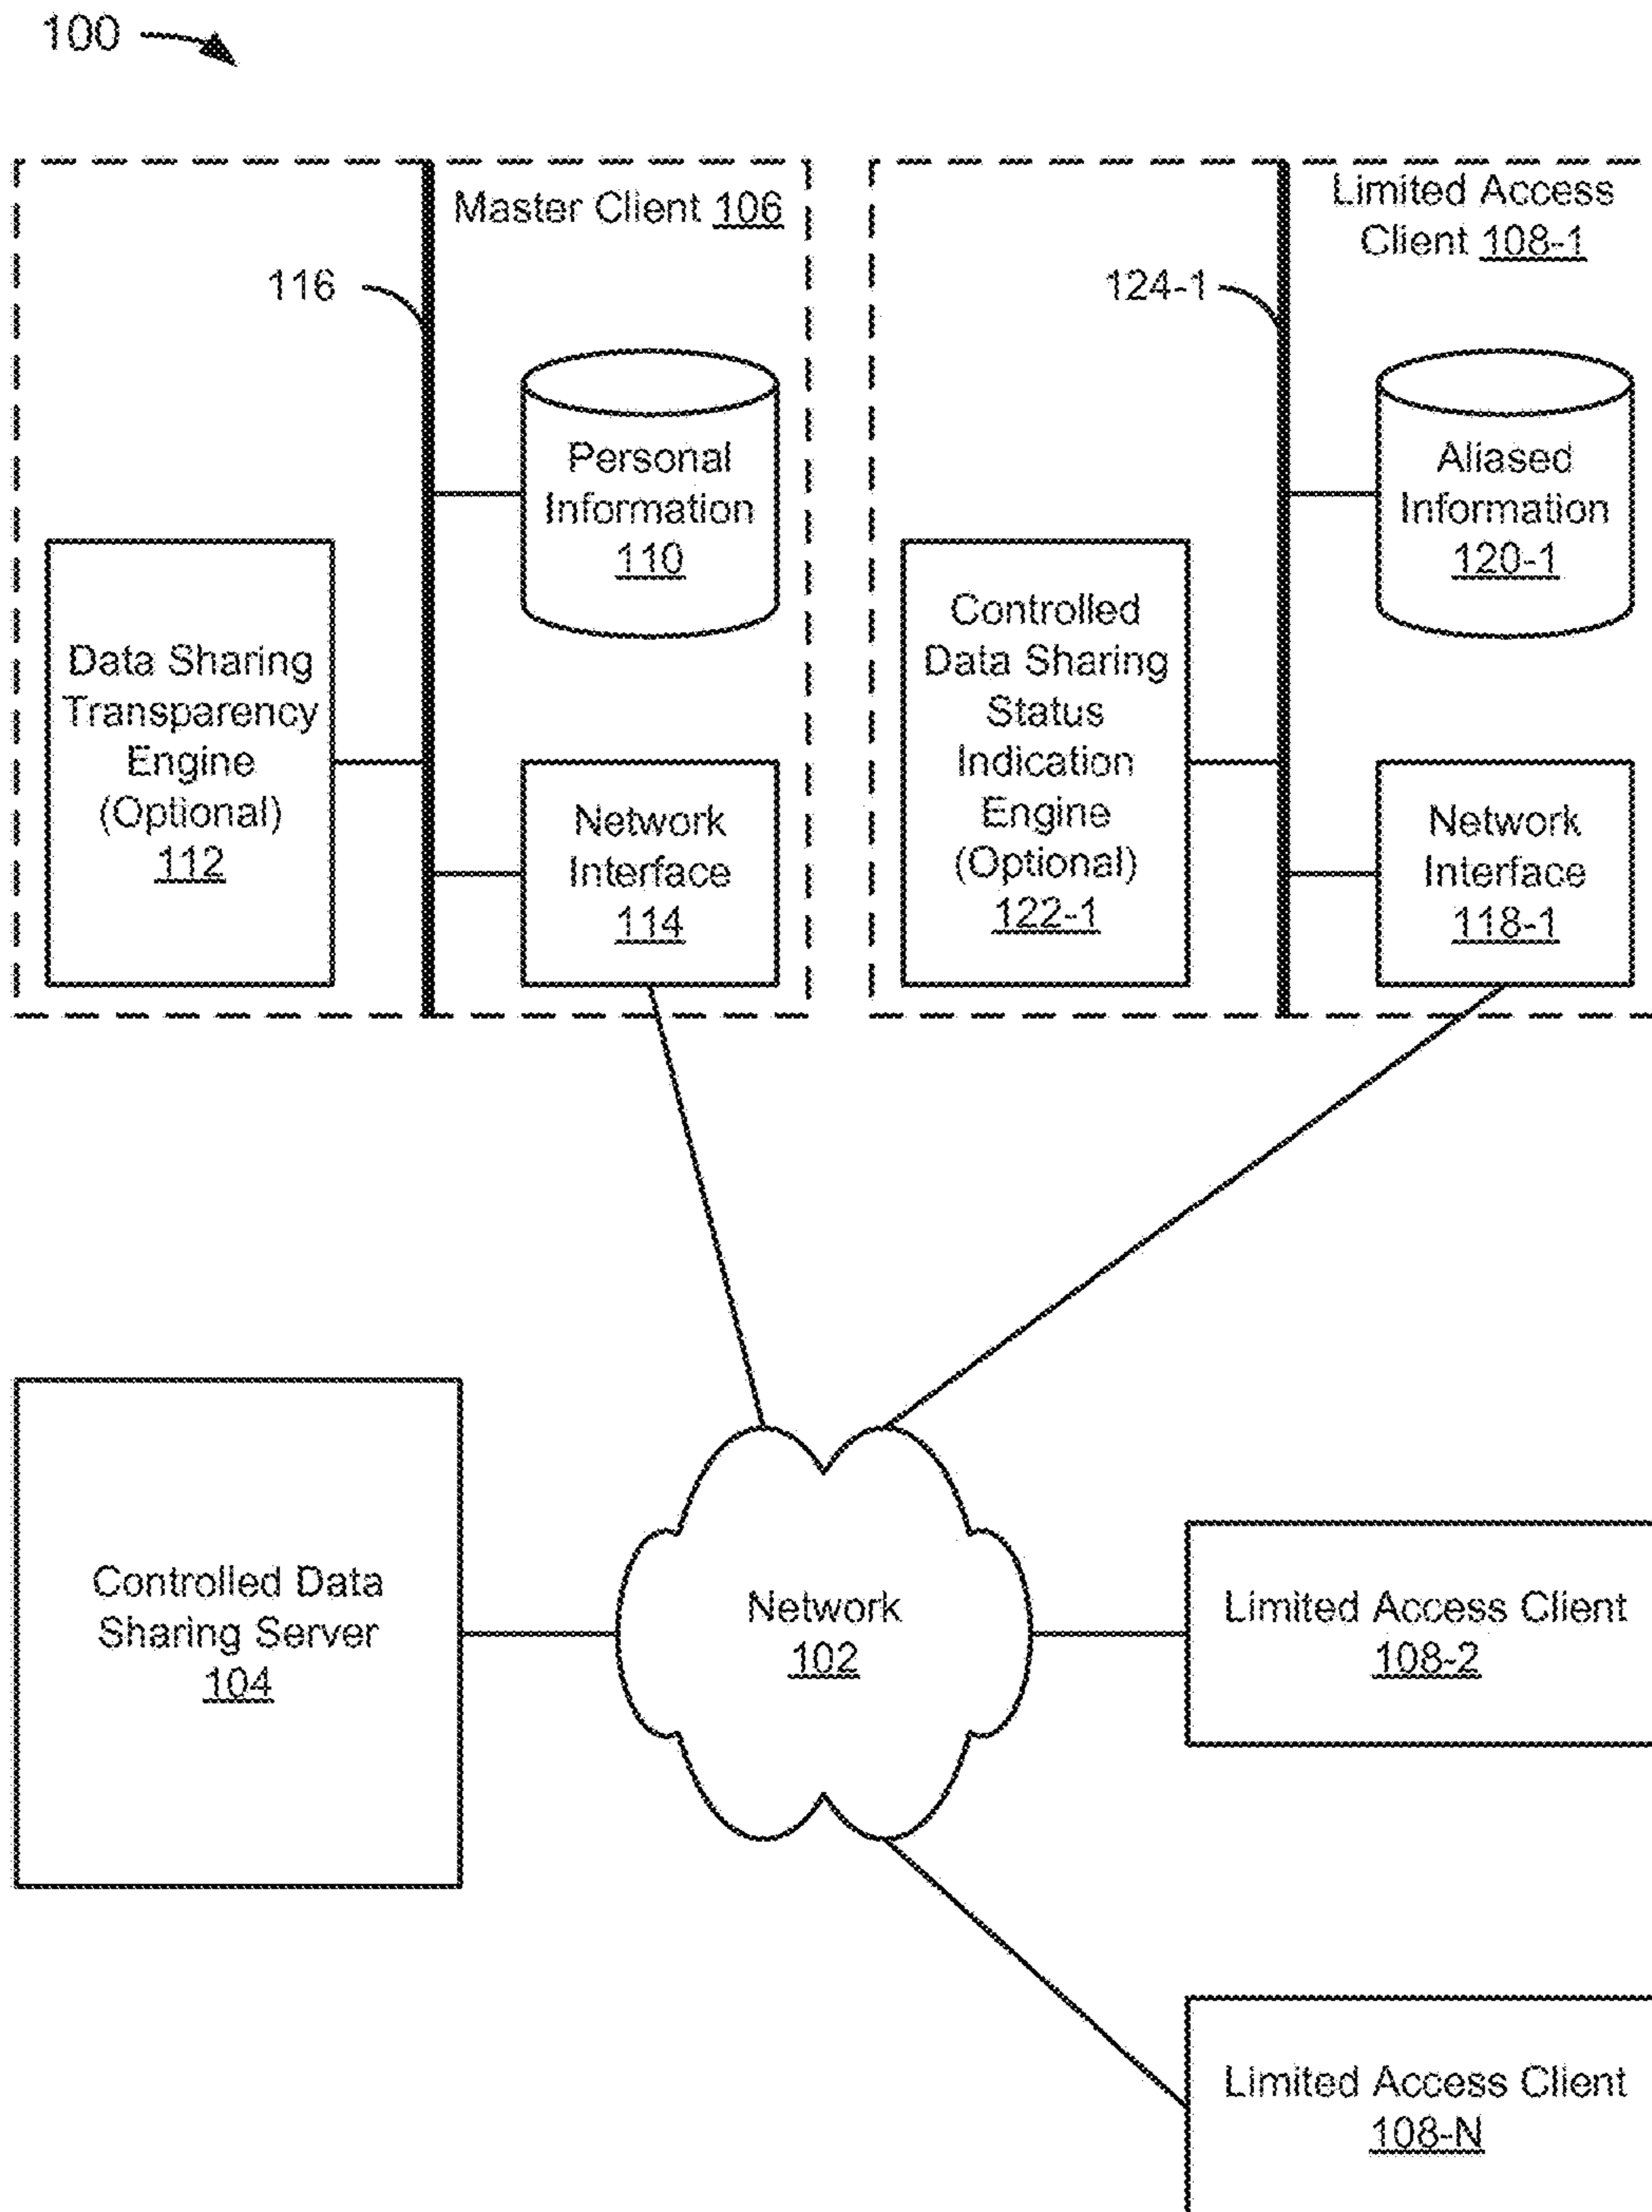 100
Master Client 106
116
Personal
Information
110
Data Sharing
Transparency
Engine
(Optional)
112
Network
Interface
114
Limited Access
Client 108-1
124-1
Aliased
Information
120-1
Controlled
Data Sharing
Status
Indication
Engine
(Optional)
122-1
Network
Interface
118-1
Controlled Data
Sharing Server
104
Network
102
Limited Access Client
108-2
Limited Access Client
108-N